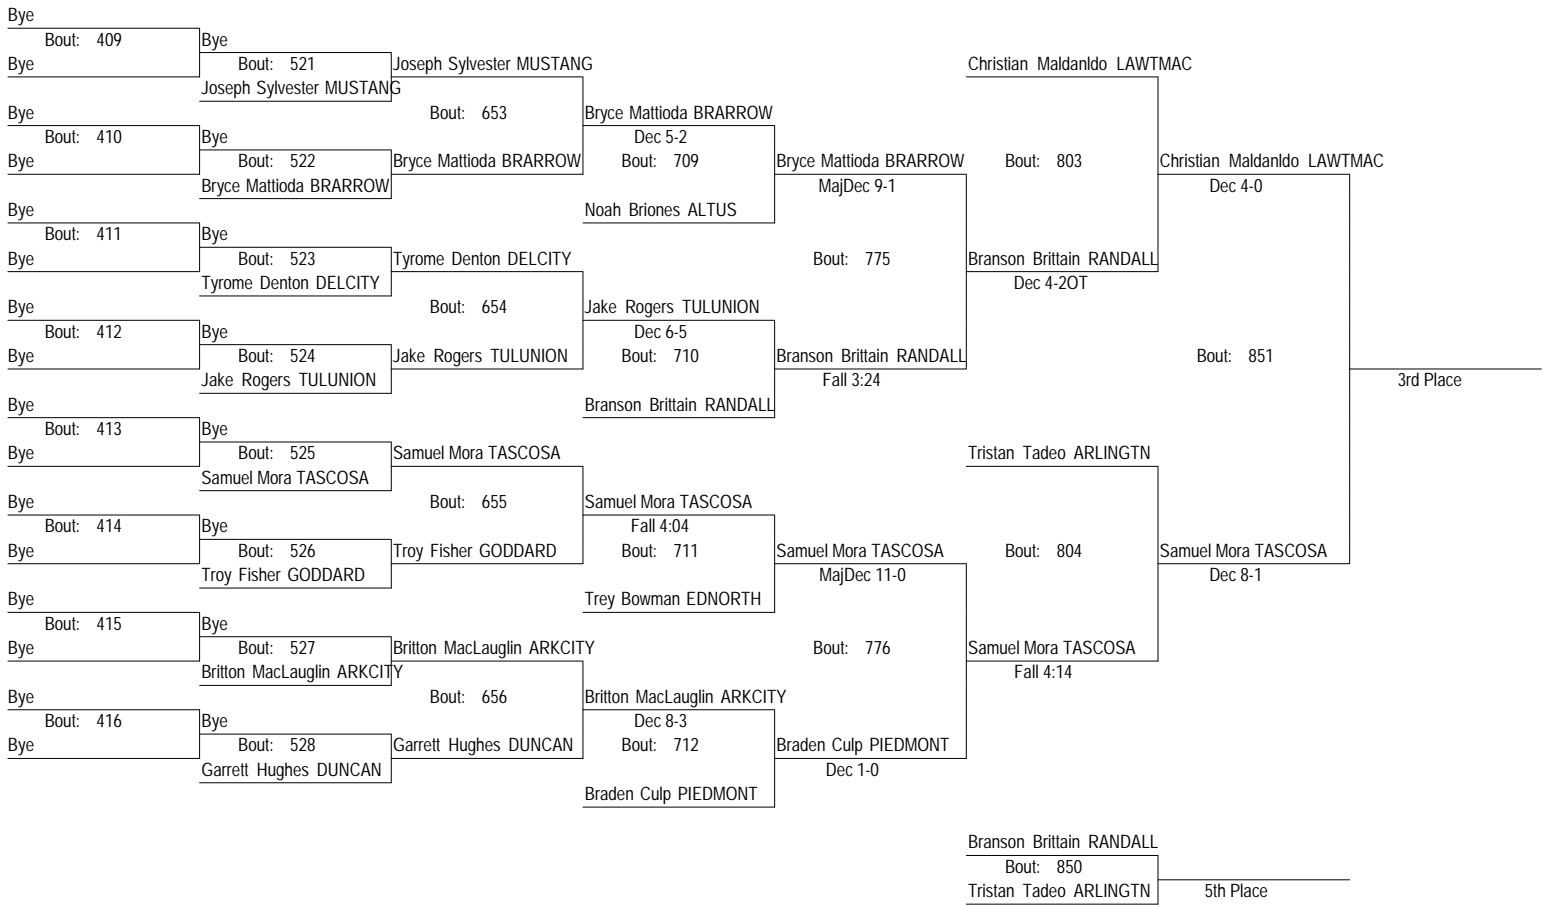 Bye
Bout: 409 Bye
Bye Bout: 521 Joseph Sylvester MUSTANG Christian Maldanldo LAWTMAC
Joseph Sylvester MUSTANG
Bye Bout: 653 Bryce Mattioda BRARROW
Bout: 410 Bye Dec 5-2
Bye Bout: 522 Bryce Mattioda BRARROW Bout: 709 Bryce Mattioda BRARROW Bout: 803 Christian Maldanldo LAWTMAC
Bryce Mattioda BRARROW MajDec 9-1 Dec 4-0
Bye Noah Briones ALTUS
Bout: 411 Bye
Bye Bout: 523 Tyrome Denton DELCITY Bout: 775 Branson Brittain RANDALL
Tyrome Denton DELCITY Dec 4-2OT
Bye Bout: 654 Jake Rogers TULUNION
Bout: 412 Bye Dec 6-5
Bye Bout: 524 Jake Rogers TULUNION Bout: 710 Branson Brittain RANDALL Bout: 851
Jake Rogers TULUNION Fall 3:24 3rd Place
Bye Branson Brittain RANDALL
Bout: 413 Bye
Bye Bout: 525 Samuel Mora TASCOSA Tristan Tadeo ARLINGTN
Samuel Mora TASCOSA
Bye Bout: 655 Samuel Mora TASCOSA
Bout: 414 Bye Fall 4:04
Bye Bout: 526 Troy Fisher GODDARD Bout: 711 Samuel Mora TASCOSA Bout: 804 Samuel Mora TASCOSA
Troy Fisher GODDARD MajDec 11-0 Dec 8-1
Bye Trey Bowman EDNORTH
Bout: 415 Bye
Bye Bout: 527 Britton MacLauglin ARKCITY Bout: 776 Samuel Mora TASCOSA
Britton MacLauglin ARKCITY Fall 4:14
Bye Bout: 656 Britton MacLauglin ARKCITY
Bout: 416 Bye Dec 8-3
Bye Bout: 528 Garrett Hughes DUNCAN Bout: 712 Braden Culp PIEDMONT
Garrett Hughes DUNCAN Dec 1-0
Braden Culp PIEDMONT
Branson Brittain RANDALL
Bout: 850
Tristan Tadeo ARLINGTN 5th Place